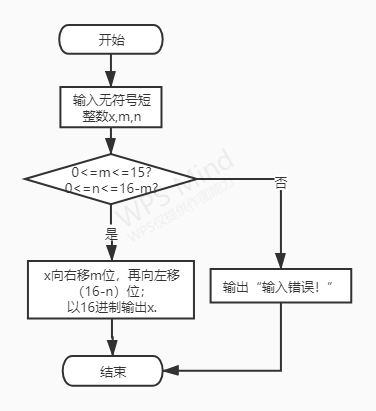 开始
输入无符号短
整数x,m,n
0<=m<=15?
0<=n<=16-m?
否
是
x向右移m位，再向左移
（16-n）位；
以16进制输出x.
输出“输入错误！”
结束
WPS Mind